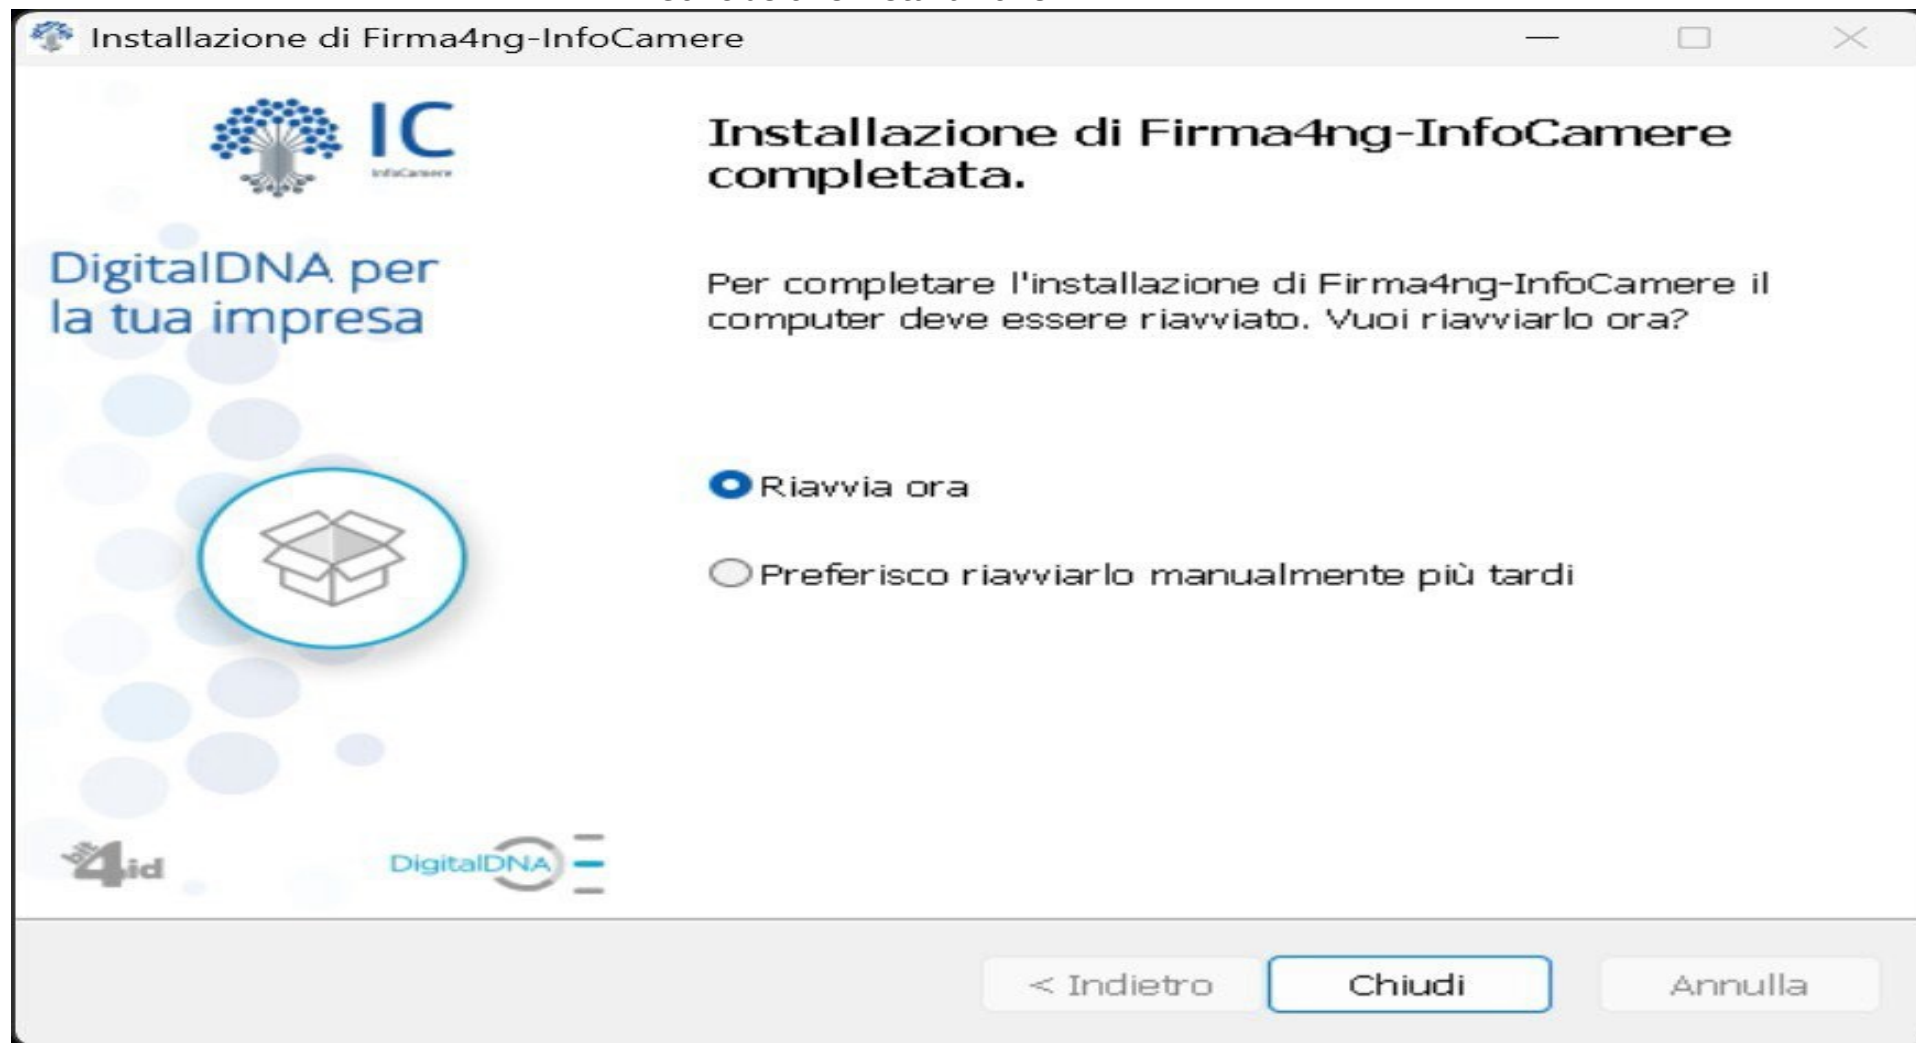 Installazione di Firma4ng-InfoCamere
IC
InfoCamere
Installazione di Firma4ng-InfoCamere
completata.
DigitalDNA per
la tua impresa
Per completare l'installazione di Firma4ng-InfoCamere il
computer deve essere riavviato. Vuoi riavviarlo ora?
Riavvia ora
Preferisco riavviarlo manualmente più tardi
bit4id
DigitalDNA
< Indietro
Chiudi
Annulla